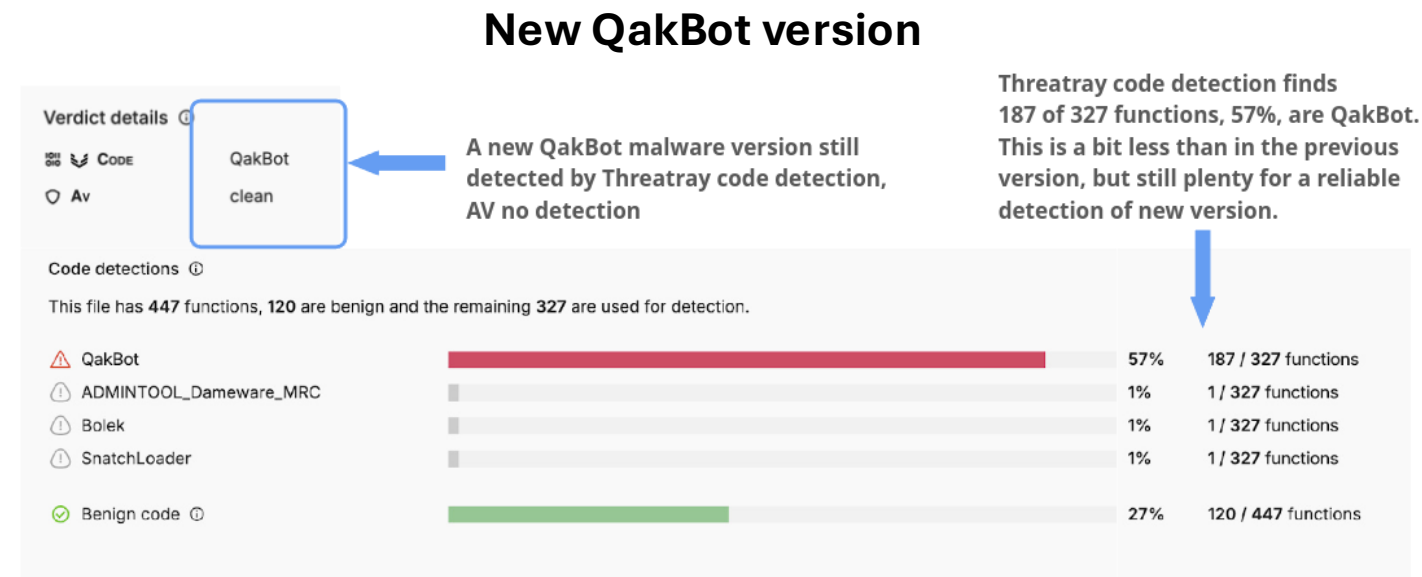 New QakBot version
Threatray code detection finds
187 of 327 functions, 57%, are QakBot.
This is a bit less than in the previous
version, but still plenty for a reliable
detection of new version.
Verdict details
CODE QakBot
AV clean
A new QakBot malware version still
detected by Threatray code detection,
AV no detection
Code detections
This file has 447 functions, 120 are benign and the remaining 327 are used for detection.
QakBot 57% 187 / 327 functions
ADMINTOOL_Dameware_MRC 1% 1 / 327 functions
Bolek 1% 1 / 327 functions
SnatchLoader 1% 1 / 327 functions
Benign code 27% 120 / 447 functions